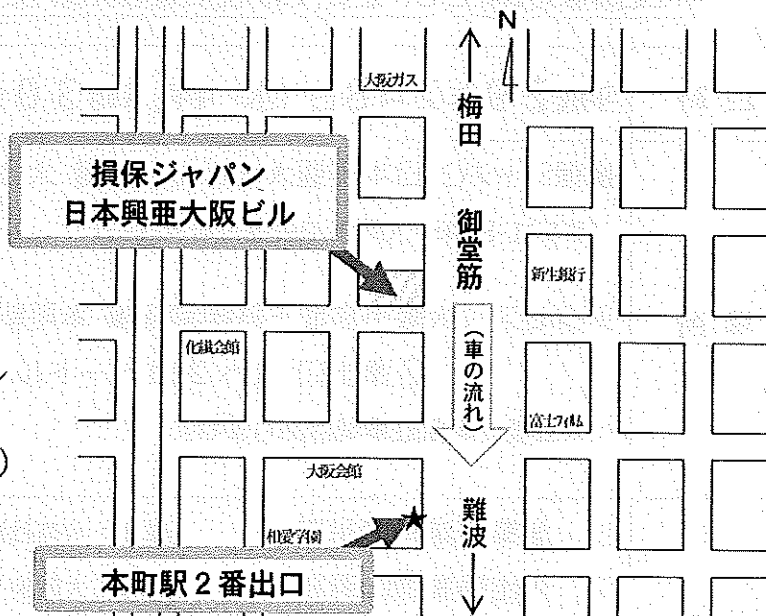 N
大阪ガス
梅田
損保ジャパン
日本興亜大阪ビル
御堂筋
新生銀行
(車の流れ)
化繊会館
富士フィルム
大阪会館
難波
相愛学園
本町駅2番出口